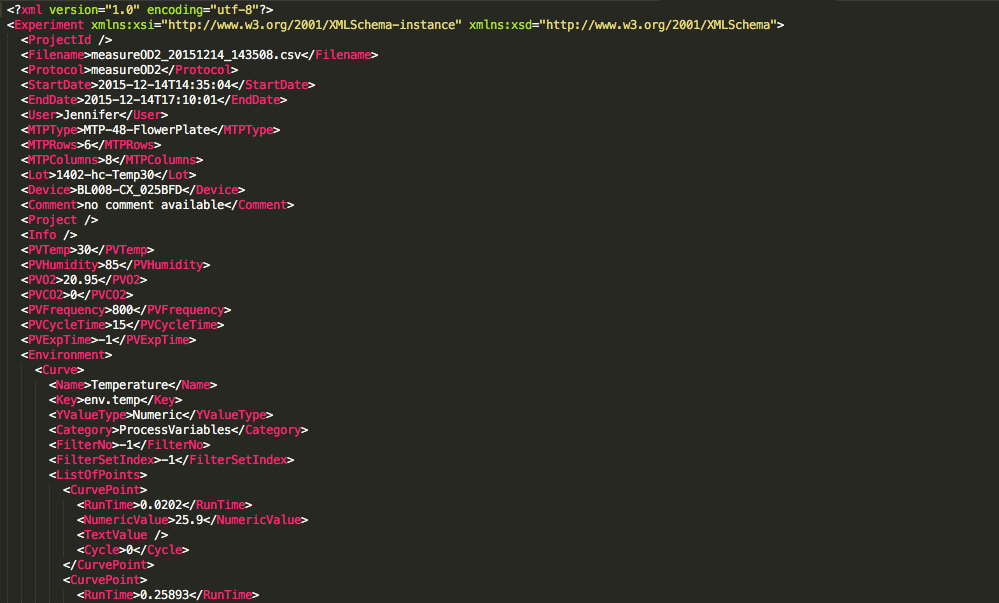 <?xml version="1.0" encoding="utf-8"?>
<Experiment xmlns:xsi="http://www.w3.org/2001/XMLSchema-instance" xmlns:xsd="http://www.w3.org/2001/XMLSchema">
  <ProjectId />
  <Filename>measureOD2_20151214_143508.csv</Filename>
  <Protocol>measureOD2</Protocol>
  <StartDate>2015-12-14T14:35:04</StartDate>
  <EndDate>2015-12-14T17:10:01</EndDate>
  <User>Jennifer</User>
  <MTPType>MTP-48-FlowerPlate</MTPType>
  <MTPRows>6</MTPRows>
  <MTPColumns>8</MTPColumns>
  <Lot>1402-hc-Temp30</Lot>
  <Device>BL008-CX_025BFD</Device>
  <Comment>no comment available</Comment>
  <Project />
  <Info />
  <PVTemp>30</PVTemp>
  <PVHumidity>85</PVHumidity>
  <PVO2>20.95</PVO2>
  <PVCO2>0</PVCO2>
  <PVFrequency>800</PVFrequency>
  <PVCycleTime>15</PVCycleTime>
  <PVExpTime>-1</PVExpTime>
  <Environment>
    <Curve>
      <Name>Temperature</Name>
      <Key>env.temp</Key>
      <YValueType>Numeric</YValueType>
      <Category>ProcessVariables</Category>
      <FilterNo>-1</FilterNo>
      <FilterSetIndex>-1</FilterSetIndex>
      <ListOfPoints>
        <CurvePoint>
          <RunTime>0.0202</RunTime>
          <NumericValue>25.9</NumericValue>
          <TextValue />
          <Cycle>0</Cycle>
        </CurvePoint>
        <CurvePoint>
          <RunTime>0.25893</RunTime>